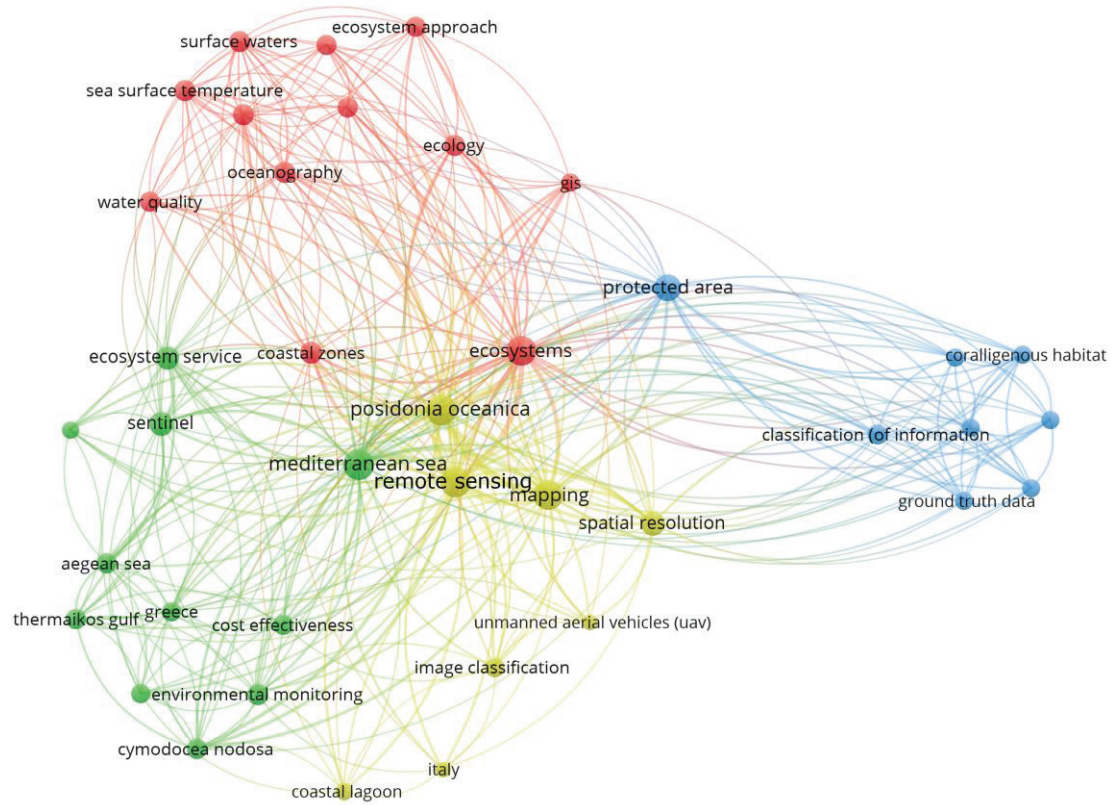 ecosystem approach
surface waters
sea surface temperature
ecology
oceanography
gis
water quality
protected area
ecosystems
coastal zones
ecosystem service
coralligenous habitat
posidonia oceanica
sentinel
classification (of information
mediterranean sea
remote sensing
mapping
ground truth data
spatial resolution
aegean sea
greece
thermaikos gulf
cost effectiveness
unmanned aerial vehicles (uav)
image classification
environmental monitoring
cymodocea nodosa
italy
coastal lagoon